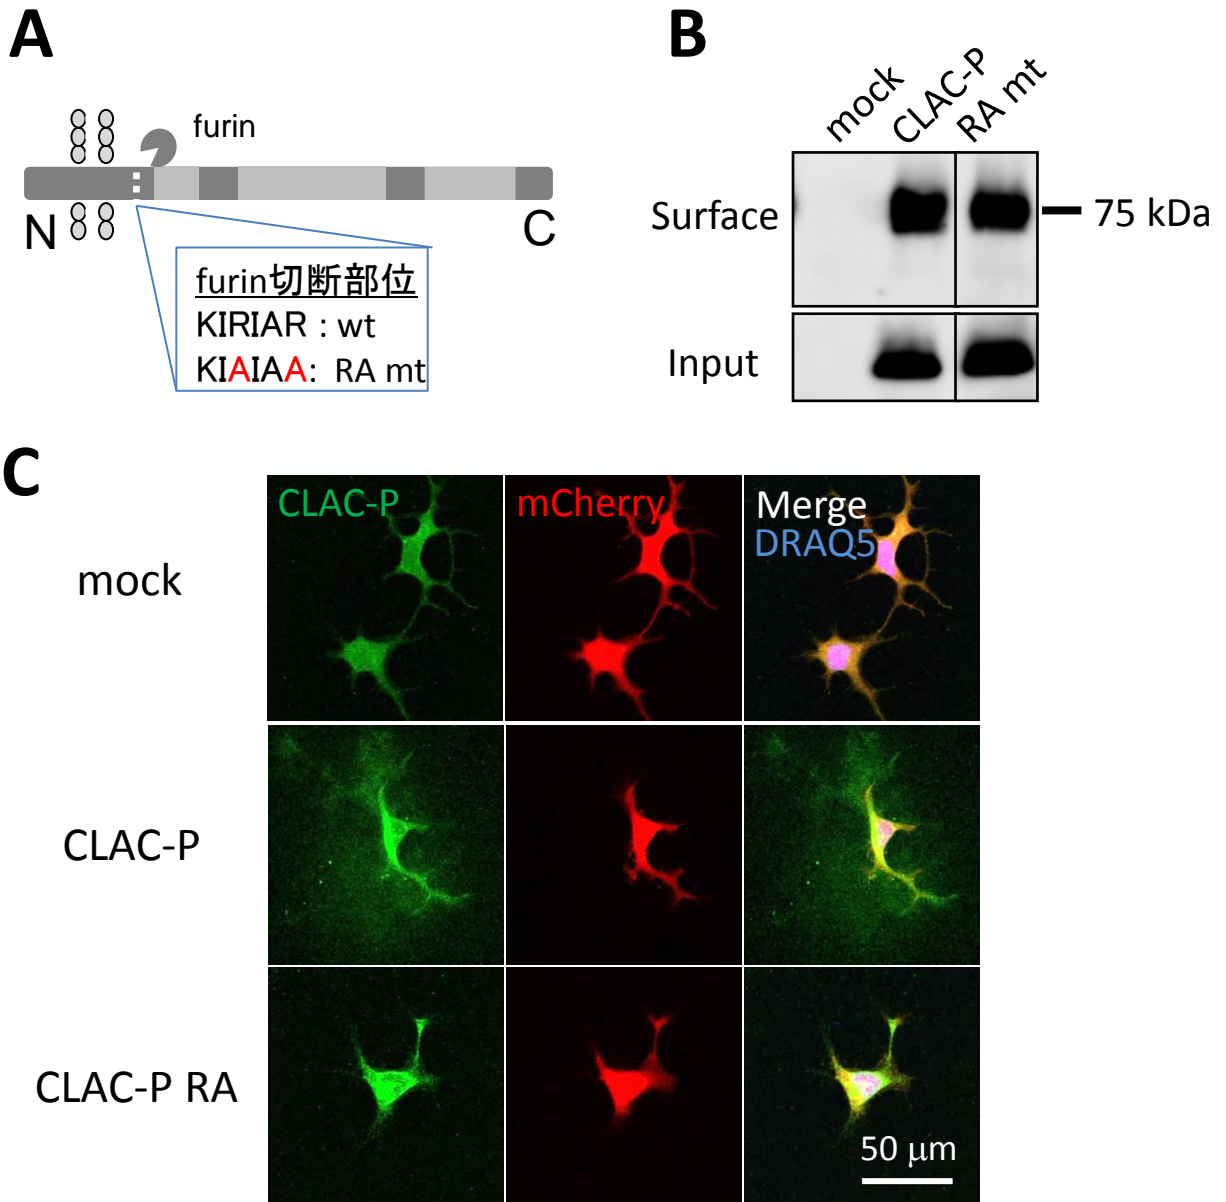 A
furin
N
C
furin切断部位
KIRIAR : wt
KIAIAA: RA mt
B
mock
CLAC-P
RA mt
Surface
75 kDa
Input
C
CLAC-P
mCherry
Merge
DRAQ5
mock
CLAC-P
CLAC-P RA
50 μm